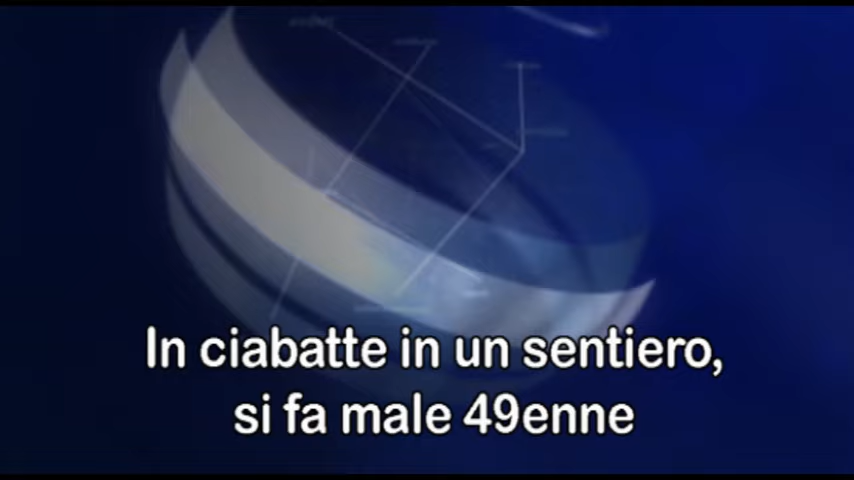 In ciabatte in un sentiero,
si fa male 49enne